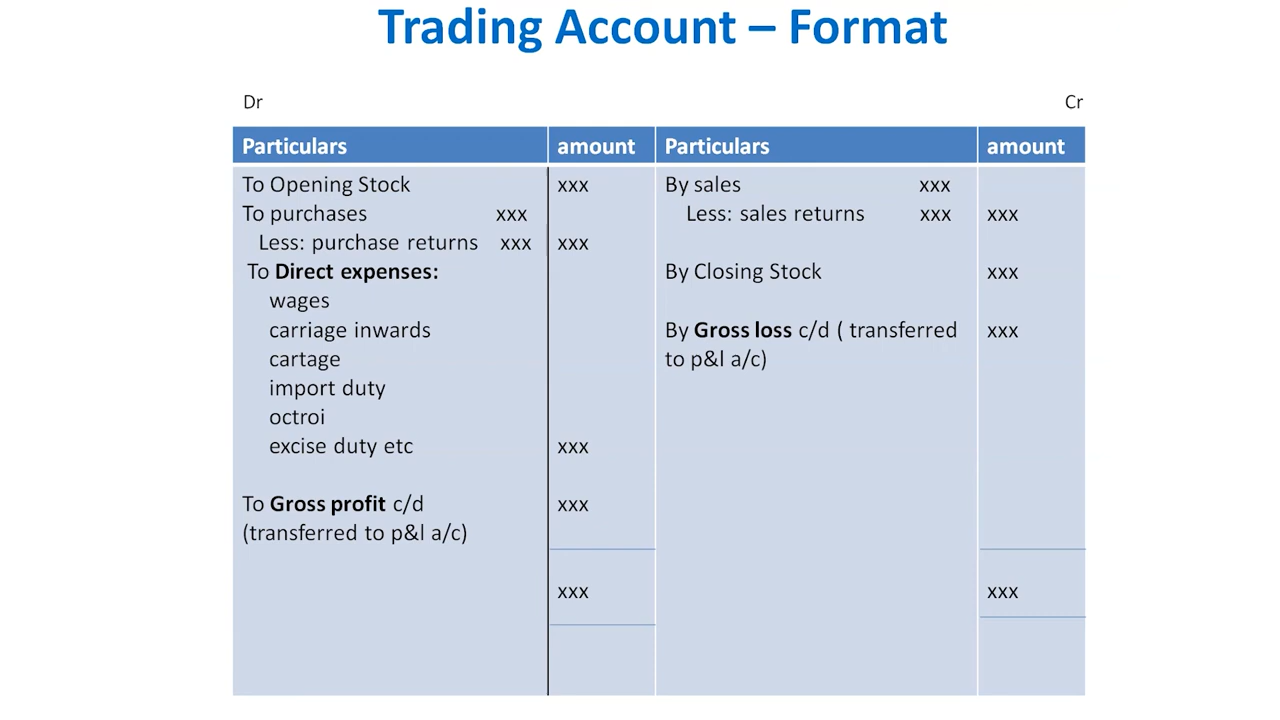 Trading Account – Format
Dr Cr
Particulars amount Particulars amount
To Opening Stock xxx By sales xxx
To purchases xxx Less: sales returns xxx xxx
Less: purchase returns xxx xxx
To Direct expenses: By Closing Stock xxx
wages
carriage inwards By Gross loss c/d ( transferred xxx
cartage to p&l a/c)
import duty
octroi
excise duty etc xxx
To Gross profit c/d xxx
(transferred to p&l a/c)
xxx xxx